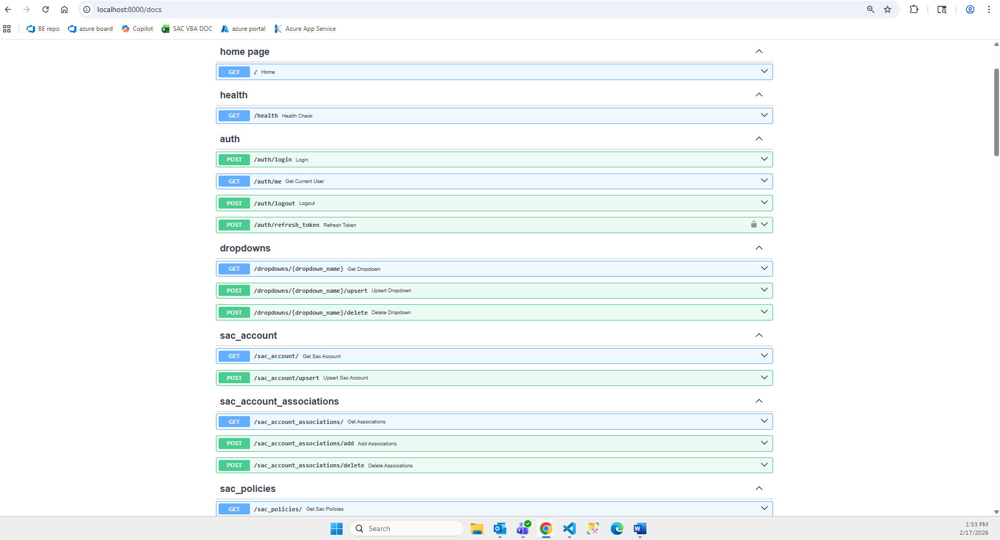 localhost:8000/docs
BE repo azure board Copilot SAC VBA DOC azure portal Azure App Service
home page
GET / Home
health
GET /health Health Check
auth
POST /auth/login Login
GET /auth/me Get Current User
POST /auth/logout Logout
POST /auth/refresh_token Refresh Token
dropdowns
GET /dropdowns/{dropdown_name} Get Dropdown
POST /dropdowns/{dropdown_name}/upsert Upsert Dropdown
POST /dropdowns/{dropdown_name}/delete Delete Dropdown
sac_account
GET /sac_account/ Get Sac Account
POST /sac_account/upsert Upsert Sac Account
sac_account_associations
GET /sac_account_associations/ Get Associations
POST /sac_account_associations/add Add Associations
POST /sac_account_associations/delete Delete Associations
sac_policies
GET /sac_policies/ Get Sac Policies
Search
1:53 PM
2/17/2026